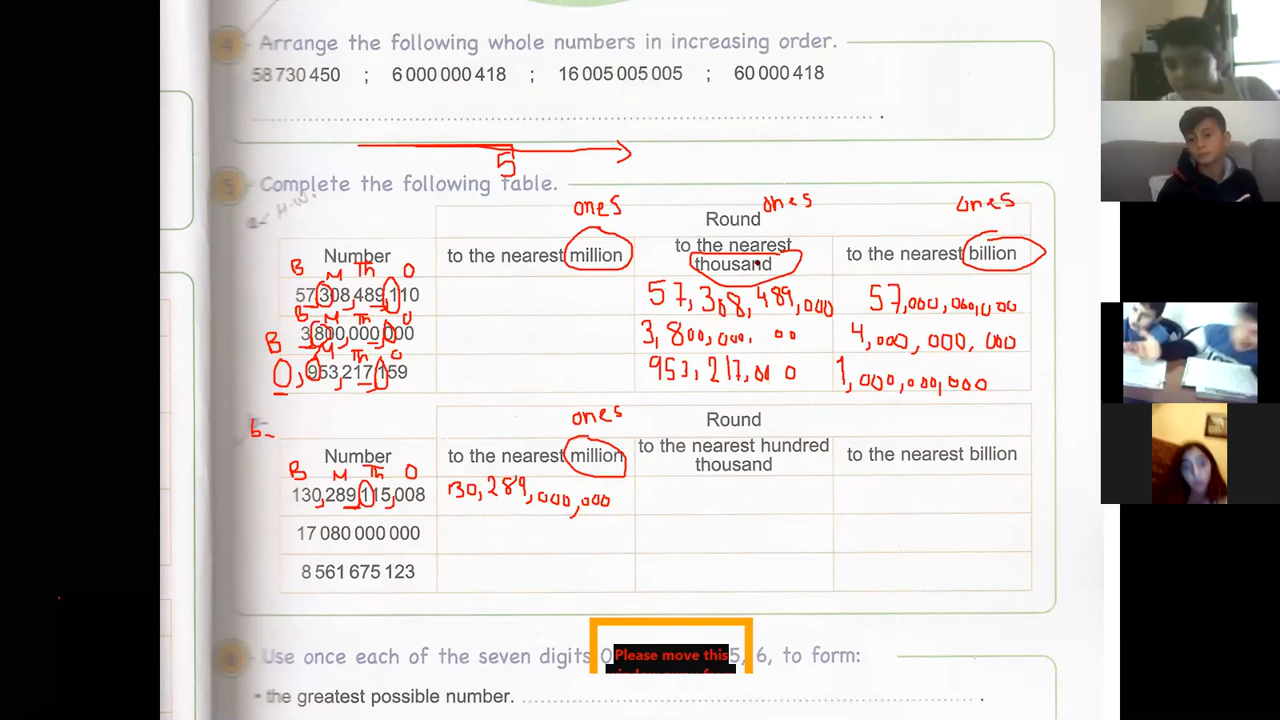 4- Arrange the following whole numbers in increasing order.
58 730 450 ; 6 000 000 418 ; 16 005 005 005 ; 60 000 418
5
5 Complete the following table.
a- H.W.
ones ones ones
Round
Number to the nearest million to the nearest thousand to the nearest billion
B M Th O
57,308,489,110 57,308,489,000 57,000,000,000
B M Th O
3,800,000,000 3,800,000. 00 4,000,000,000
B M Th O
0,953,217,159 953,217,00 0 1,000,000,000
b- ones
Round
Number to the nearest million to the nearest hundred thousand to the nearest billion
B M Th O
130,289,115,008 130,289,000,000
17 080 000 000
8 561 675 123
Use once each of the seven digits 0 5, 6, to form:
Please move this
- the greatest possible number.